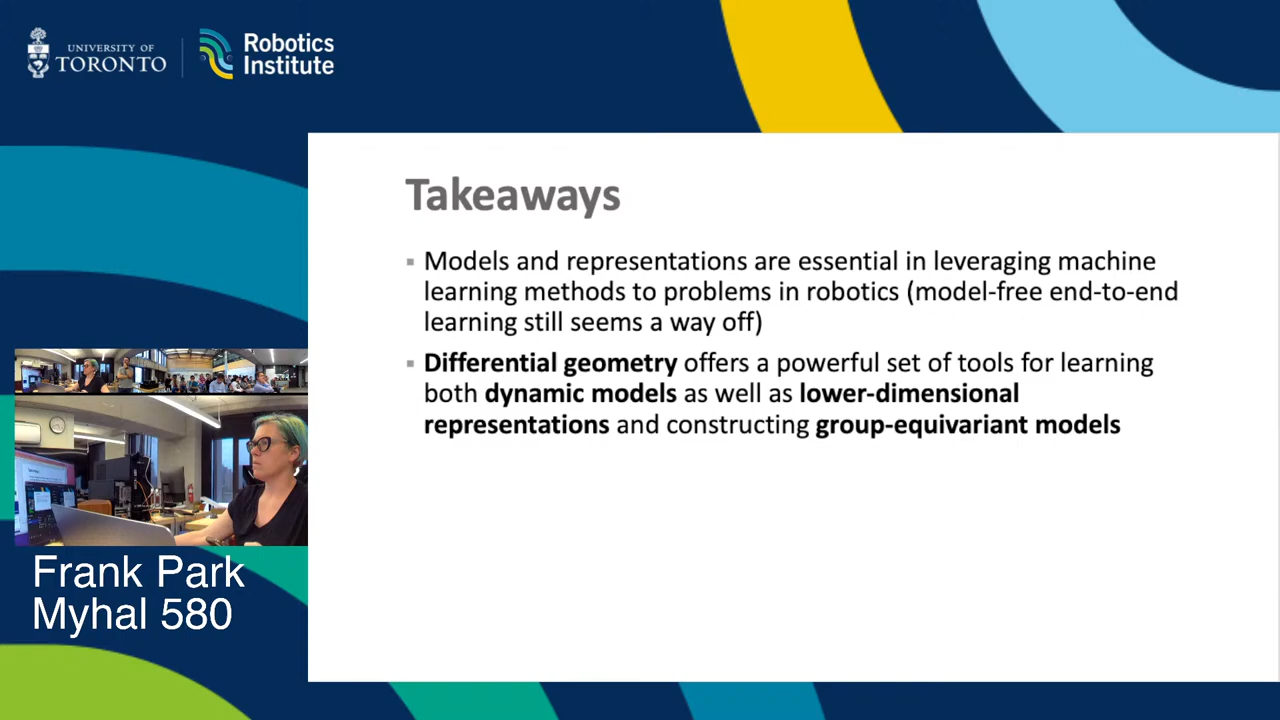 UNIVERSITY OF
TORONTO
Robotics
Institute
Takeaways
▪ Models and representations are essential in leveraging machine
learning methods to problems in robotics (model-free end-to-end
learning still seems a way off)
▪ Differential geometry offers a powerful set of tools for learning
both dynamic models as well as lower-dimensional
representations and constructing group-equivariant models
Frank Park
Myhal 580